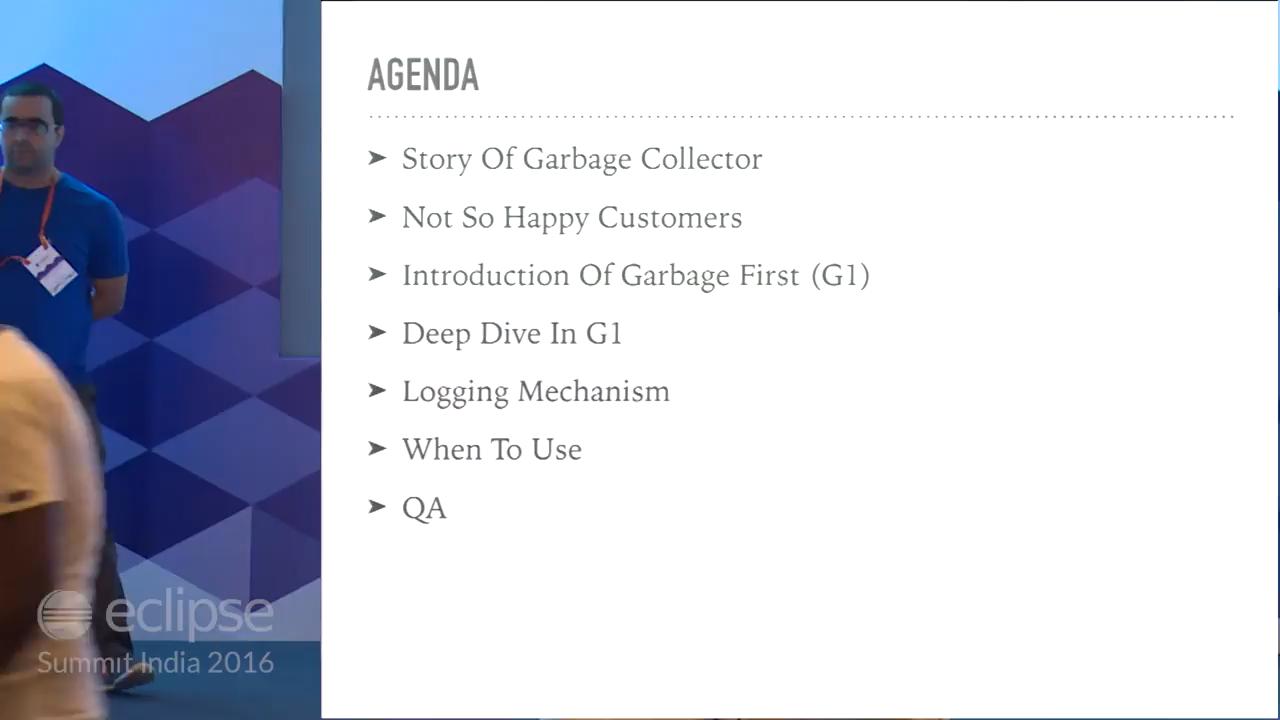 AGENDA
➤ Story Of Garbage Collector
➤ Not So Happy Customers
➤ Introduction Of Garbage First (G1)
➤ Deep Dive In G1
➤ Logging Mechanism
➤ When To Use
➤ QA
eclipse
Summit India 2016